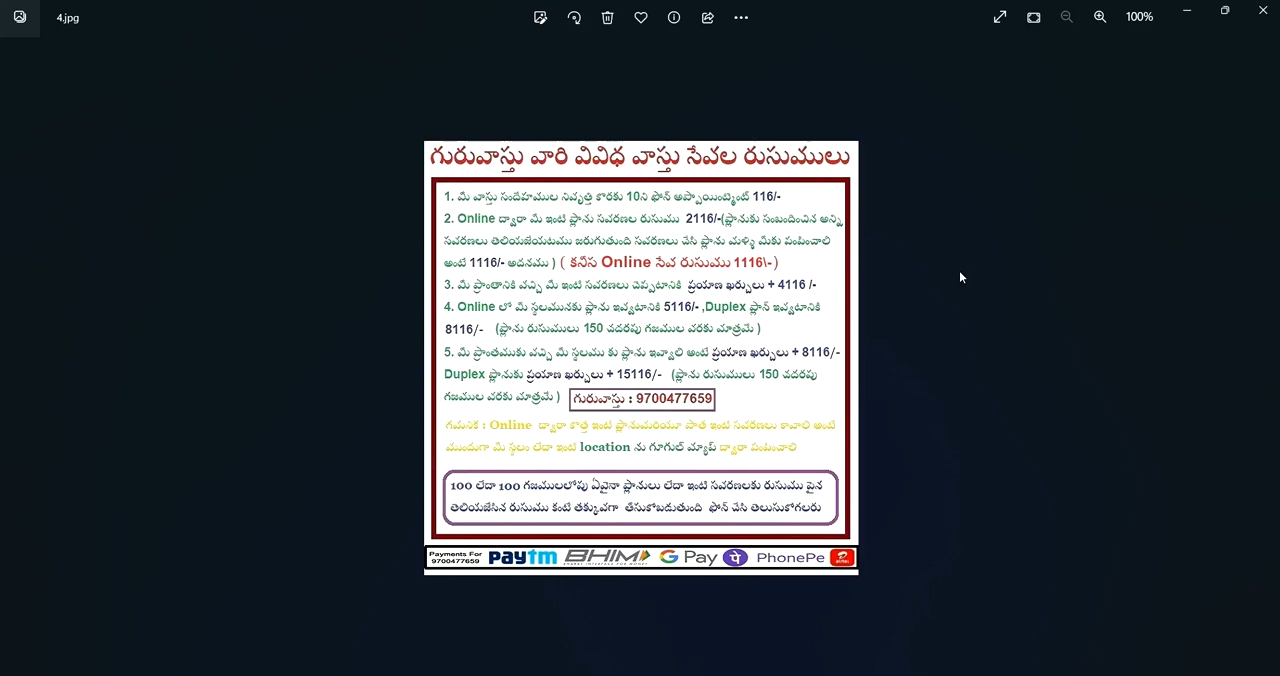 4.jpg
100%
గురువాస్తు వారి వివిధ వాస్తు సేవల రుసుములు
1. మీ వాస్తు సందేహముల నివృత్తి కొరకు 10ని ఫోన్ అప్పాయింట్మెంట్ 116/-
2. Online ద్వారా మీ ఇంటి ప్లాను సవరణల రుసుము 2116/-(ప్లానుకు సంబందించిన అన్ని
సవరణలు తెలియజేయటము జరుగుతుంది సవరణలు చేసి ప్లాను మళ్ళి మీకు పంపించాలి
అంటే 1116/- అదనము ) ( కనీస Online సేవ రుసుము 1116\-)
3. మీ ప్రాంతానికి వచ్చి మీ ఇంటి సవరణలు చెప్పటానికి ప్రయాణ ఖర్చులు + 4116 /-
4. Online లో మీ స్థలమునకు ప్లాను ఇవ్వటానికి 5116/- ,Duplex ప్లాన్ ఇవ్వటానికి
8116/- (ప్లాను రుసుములు 150 చదరపు గజముల వరకు మాత్రమే )
5. మీ ప్రాంతముకు వచ్చి మీ స్థలము కు ప్లాను ఇవ్వాలి అంటే ప్రయాణ ఖర్చులు + 8116/-
Duplex ప్లానుకు ప్రయాణ ఖర్చులు + 15116/- (ప్లాను రుసుములు 150 చదరపు
గజముల వరకు మాత్రమే ) గురువాస్తు : 9700477659
గమనిక : Online ద్వారా కొత్త ఇంటి ప్లానుమరియూ పాత ఇంటి సవరణలు కావాలి అంటే
ముందుగా మీ స్థలం లేదా ఇంటి location ను గూగుల్ మ్యాప్ ద్వారా పంపించాలి
100 లేదా 100 గజములలోపు ఏవైనా ప్లానులు లేదా ఇంటి సవరణలకు రుసుము పైన
తెలియజేసిన రుసుము కంటే తక్కువగా తీసుకోబడుతుంది ఫోన్ చేసి తెలుసుకోగలరు
Payments For
9700477659 paytm BHIM G Pay PhonePe airtel